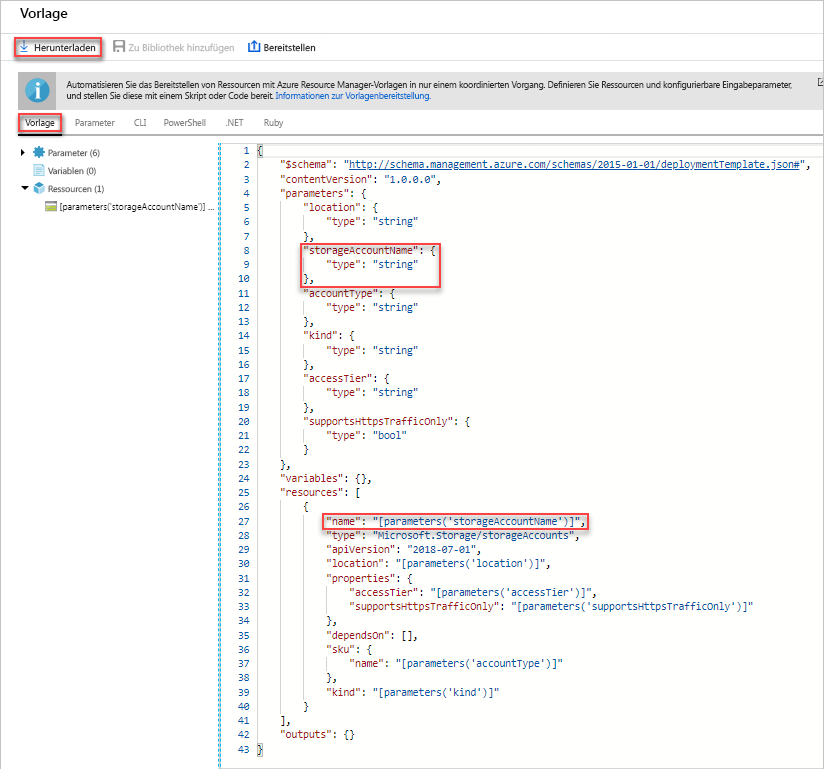 Vorlage
Herunterladen Zu Bibliothek hinzufügen Bereitstellen
Automatisieren Sie das Bereitstellen von Ressourcen mit Azure Resource Manager-Vorlagen in nur einem koordinierten Vorgang. Definieren Sie Ressourcen und konfigurierbare Eingabeparameter,
und stellen Sie diese mit einem Skript oder Code bereit. Informationen zur Vorlagenbereitstellung.
Vorlage Parameter CLI PowerShell .NET Ruby
Parameter (6)
Variablen (0)
Ressourcen (1)
[parameters('storageAccountName')] ...
1 {
2 "$schema": "http://schema.management.azure.com/schemas/2015-01-01/deploymentTemplate.json#",
3 "contentVersion": "1.0.0.0",
4 "parameters": {
5 "location": {
6 "type": "string"
7 },
8 "storageAccountName": {
9 "type": "string"
10 },
11 "accountType": {
12 "type": "string"
13 },
14 "kind": {
15 "type": "string"
16 },
17 "accessTier": {
18 "type": "string"
19 },
20 "supportsHttpsTrafficOnly": {
21 "type": "bool"
22 }
23 },
24 "variables": {},
25 "resources": [
26 {
27 "name": "[parameters('storageAccountName')]",
28 "type": "Microsoft.Storage/storageAccounts",
29 "apiVersion": "2018-07-01",
30 "location": "[parameters('location')]",
31 "properties": {
32 "accessTier": "[parameters('accessTier')]",
33 "supportsHttpsTrafficOnly": "[parameters('supportsHttpsTrafficOnly')]"
34 },
35 "dependsOn": [],
36 "sku": {
37 "name": "[parameters('accountType')]"
38 },
39 "kind": "[parameters('kind')]"
40 }
41 ],
42 "outputs": {}
43 }